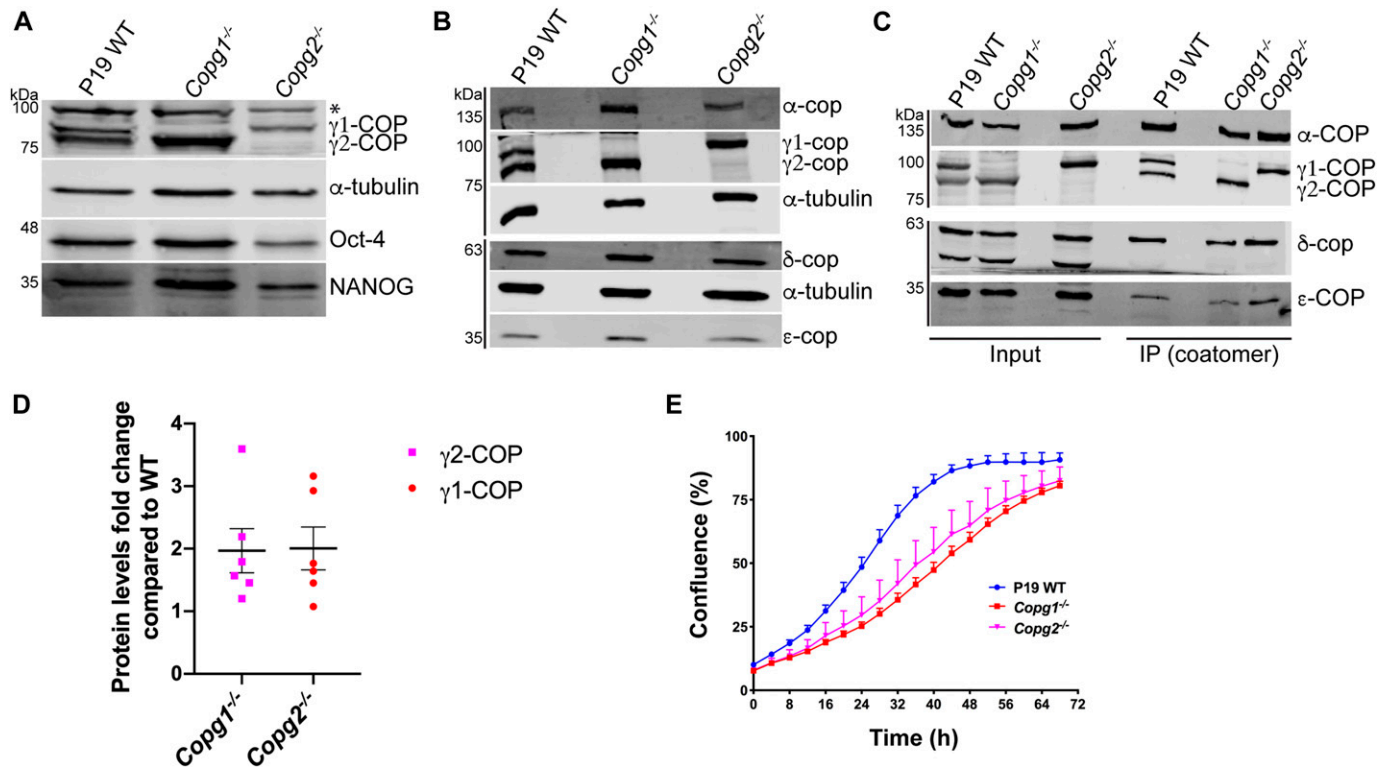 A
P19 WT
Copg1-/-
Copg2-/-
kDa
100
75
48
35
*
γ1-COP
γ2-COP
α-tubulin
Oct-4
NANOG
B
P19 WT
Copg1-/-
Copg2-/-
kDa
135
100
75
63
35
α-cop
γ1-cop
γ2-cop
α-tubulin
δ-cop
α-tubulin
ε-cop
C
P19 WT
Copg1-/-
Copg2-/-
P19 WT
Copg1-/-
Copg2-/-
kDa
135
100
75
63
35
α-COP
γ1-COP
γ2-COP
δ-cop
ε-COP
Input
IP (coatomer)
D
Protein levels fold change
compared to WT
4
3
2
1
0
Copg1-/-
Copg2-/-
γ2-COP
γ1-COP
E
Confluence (%)
100
75
50
25
0
0 8 16 24 32 40 48 56 64 72
Time (h)
P19 WT
Copg1-/-
Copg2-/-